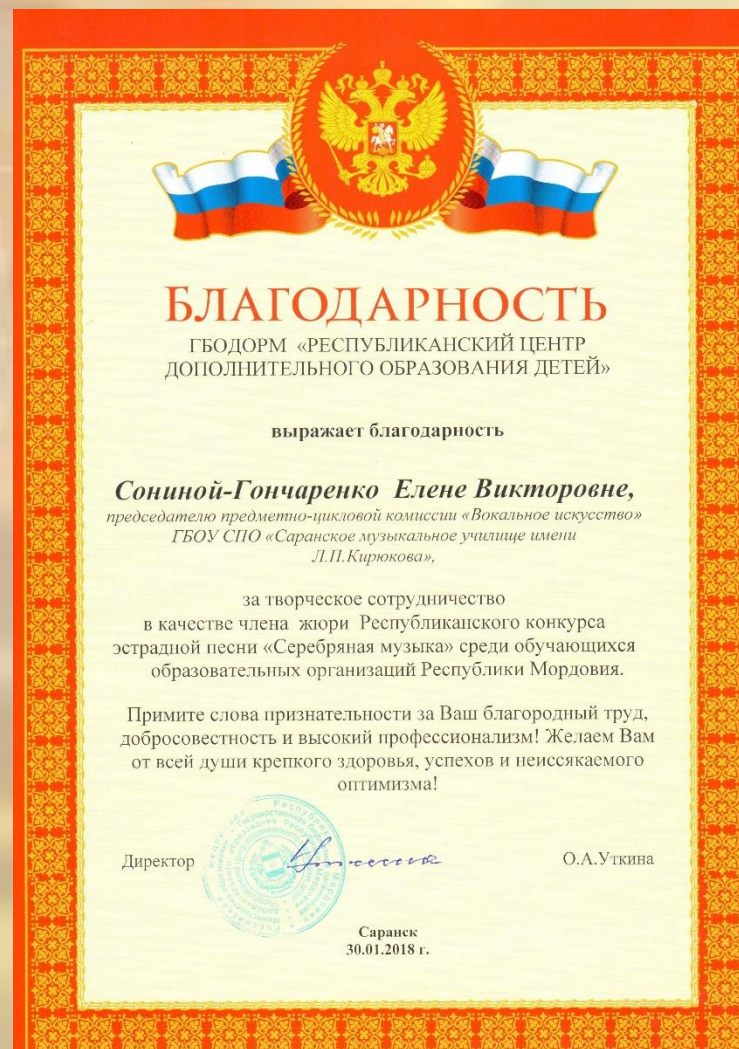 БЛАГОДАРНОСТЬ
ГБОДОРМ «РЕСПУБЛИКАНСКИЙ ЦЕНТР
ДОПОЛНИТЕЛЬНОГО ОБРАЗОВАНИЯ ДЕТЕЙ»
выражает благодарность
Сониной-Гончаренко Елене Викторовне,
председателю предметно-цикловой комиссии «Вокальное искусство»
ГБОУ СПО «Саранское музыкальное училище имени
Л.П.Кирюкова»,
за творческое сотрудничество
в качестве члена жюри Республиканского конкурса
эстрадной песни «Серебряная музыка» среди обучающихся
образовательных организаций Республики Мордовия.
Примите слова признательности за Ваш благородный труд,
добросовестность и высокий профессионализм! Желаем Вам
от всей души крепкого здоровья, успехов и неиссякаемого
оптимизма!
Директор О.А.Уткина
Саранск
30.01.2018 г.